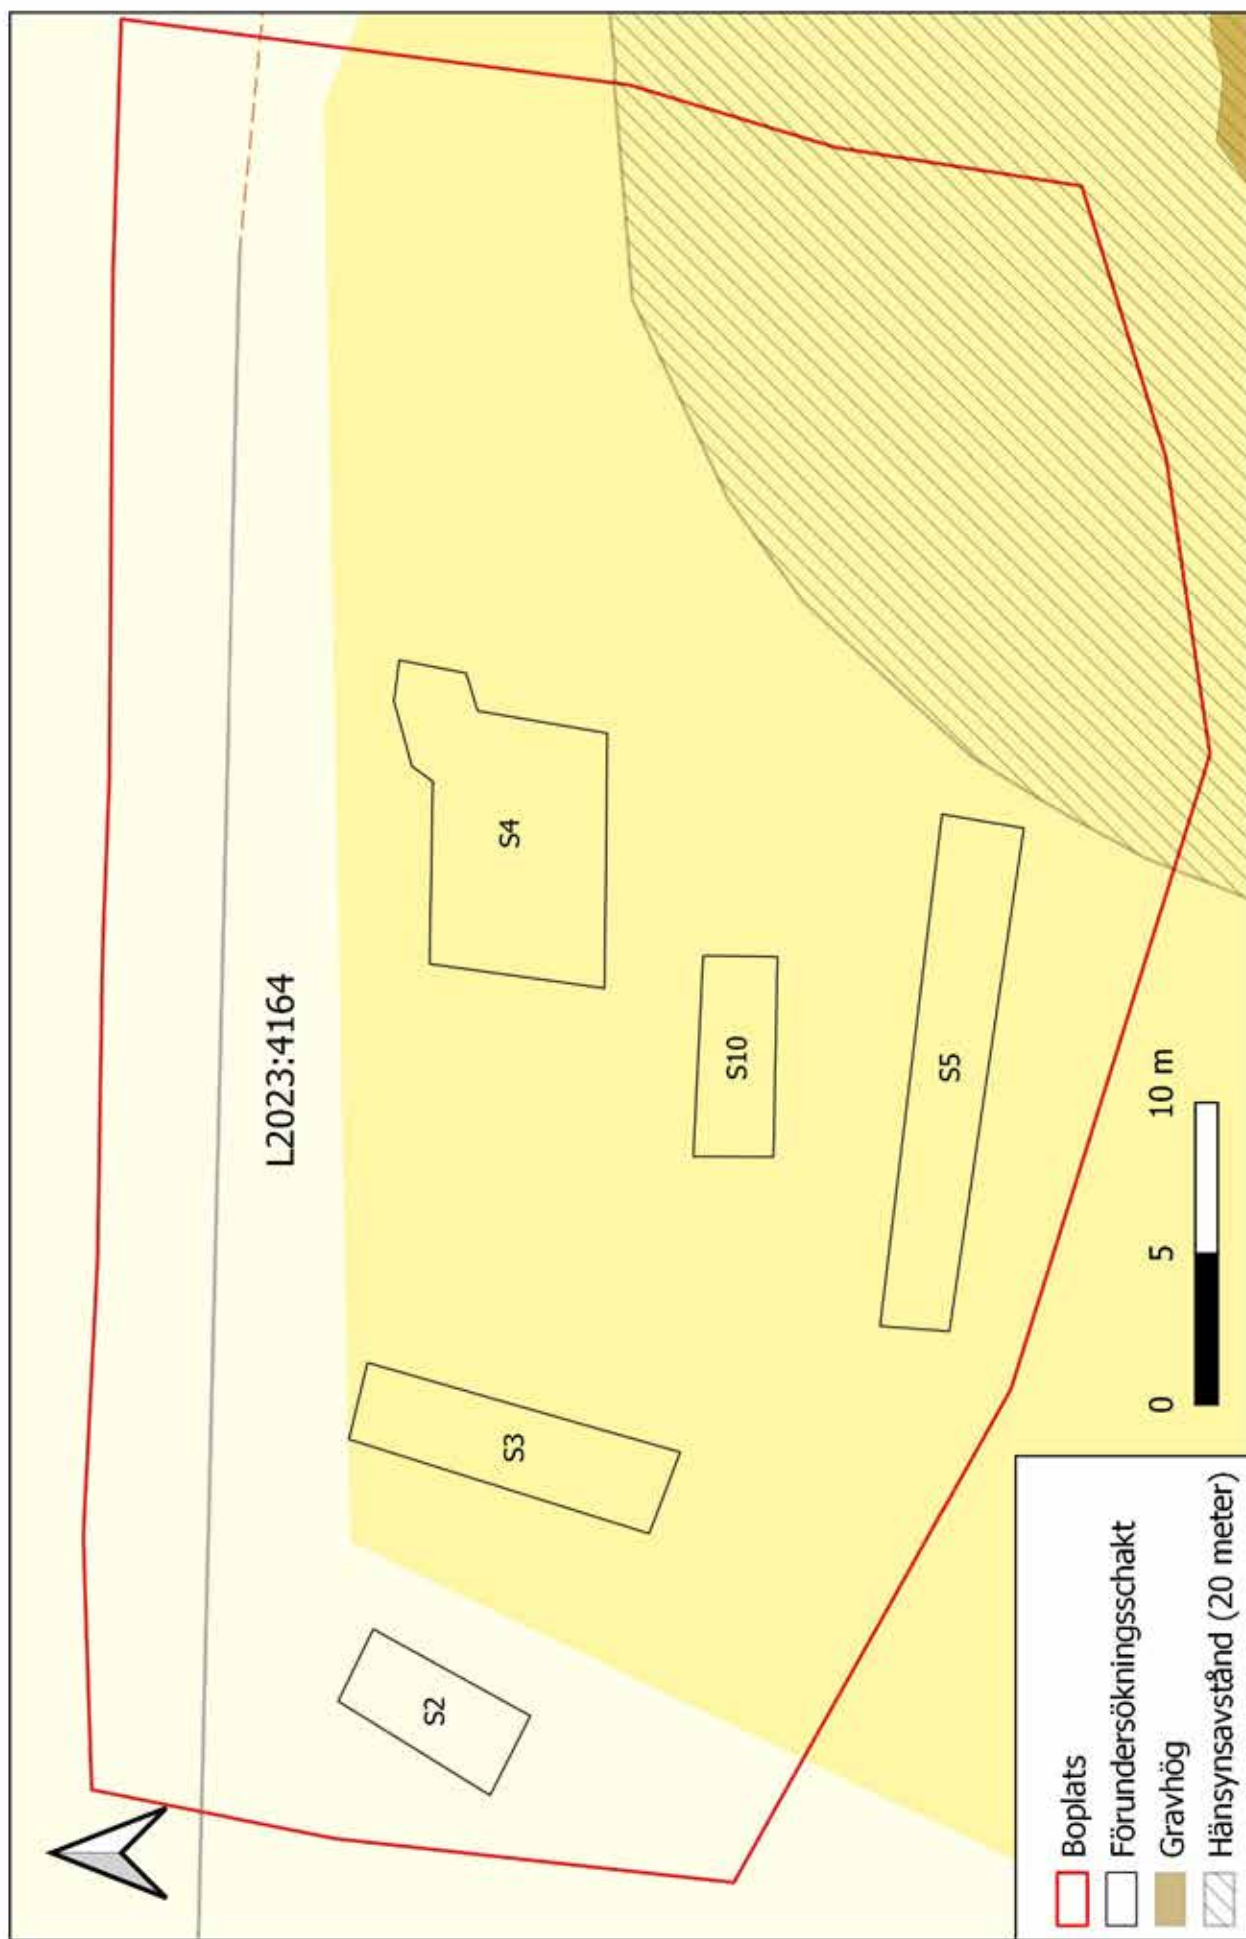 L2023:4164
S4
S3
S2
S10
S5
Boplats
Förundersökningsschakt
Gravhög
Hänsynsavstånd (20 meter)
0 5 10 m